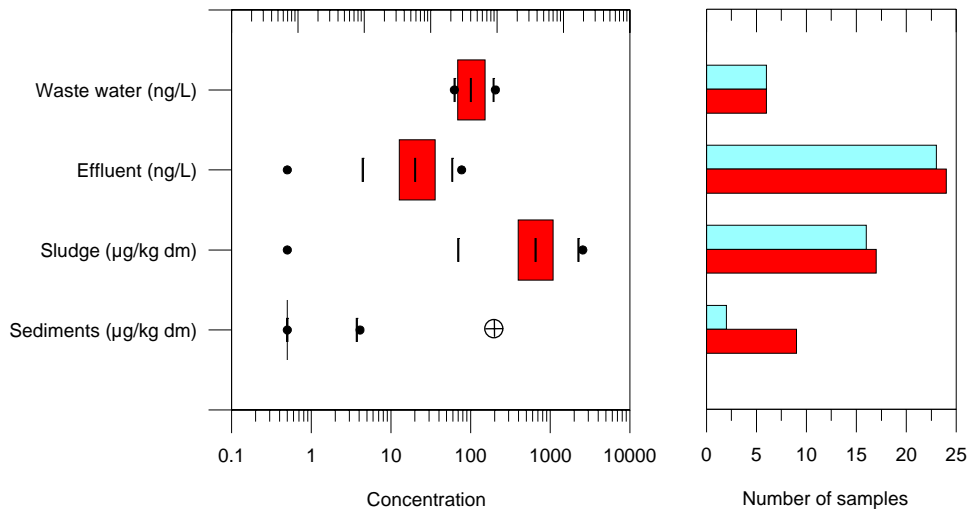 Waste water (ng/L)
Effluent (ng/L)
Sludge (µg/kg dm)
Sediments (µg/kg dm)
0.1 1 10 100 1000 10000
Concentration
0 5 10 15 20 25
Number of samples